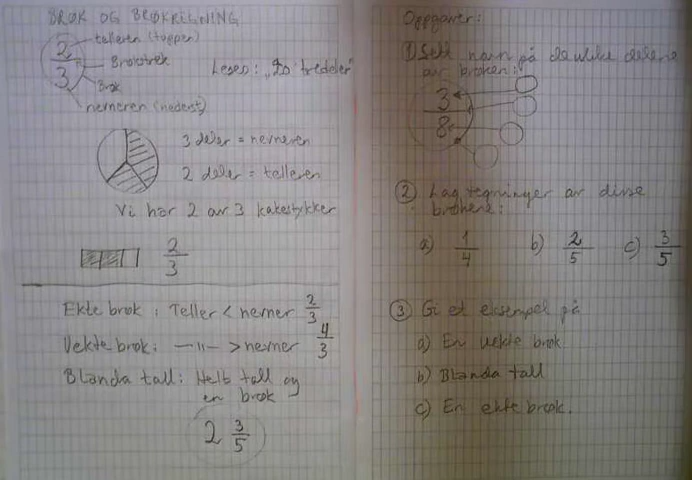 BRØK OG BRØKREGNING
2
3
telleren (toppen)
Brøkstrek
Brøk
nevneren (nederst)
Leses: "To tredeler"
3 deler = nevneren
2 deler = telleren
Vi har 2 av 3 kakestykker
2
3
Ekte brøk: Teller < nevner 2/3
Uekte brøk: —"— > nevner 4/3
Blanda tall: Helt tall og
en brøk
2 3/5
Oppgaver:
1) Sett navn på de ulike delene
av brøken:
3
8
2) Lag tegninger av disse
brøkene:
a) 1/4 b) 2/5 c) 3/5
3) Gi et eksempel på
a) En uekte brøk
b) Blanda tall
c) En ekte brøk.